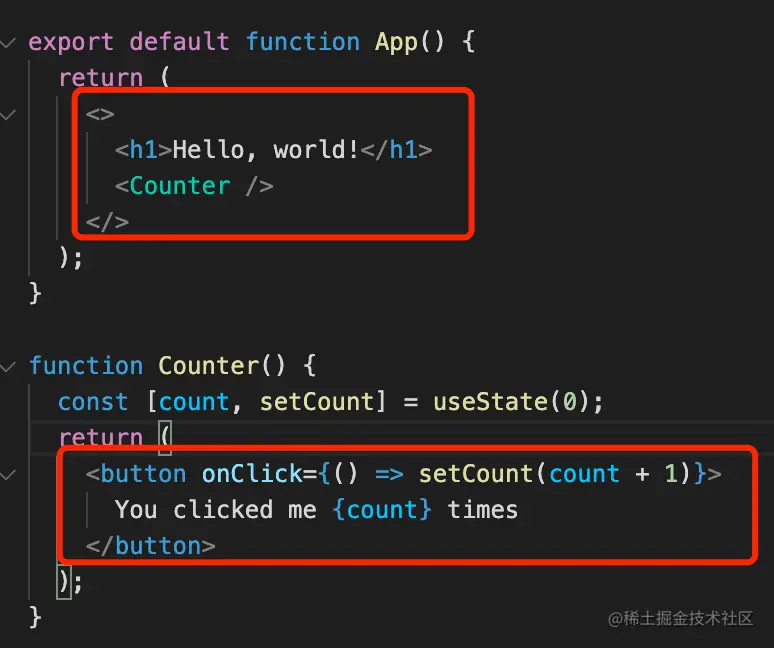 export default function App() {
  return (
    <>
      <h1>Hello, world!</h1>
      <Counter />
    </>
  );
}

function Counter() {
  const [count, setCount] = useState(0);
  return (
    <button onClick={() => setCount(count + 1)}>
      You clicked me {count} times
    </button>
  );
}
@稀土掘金技术社区